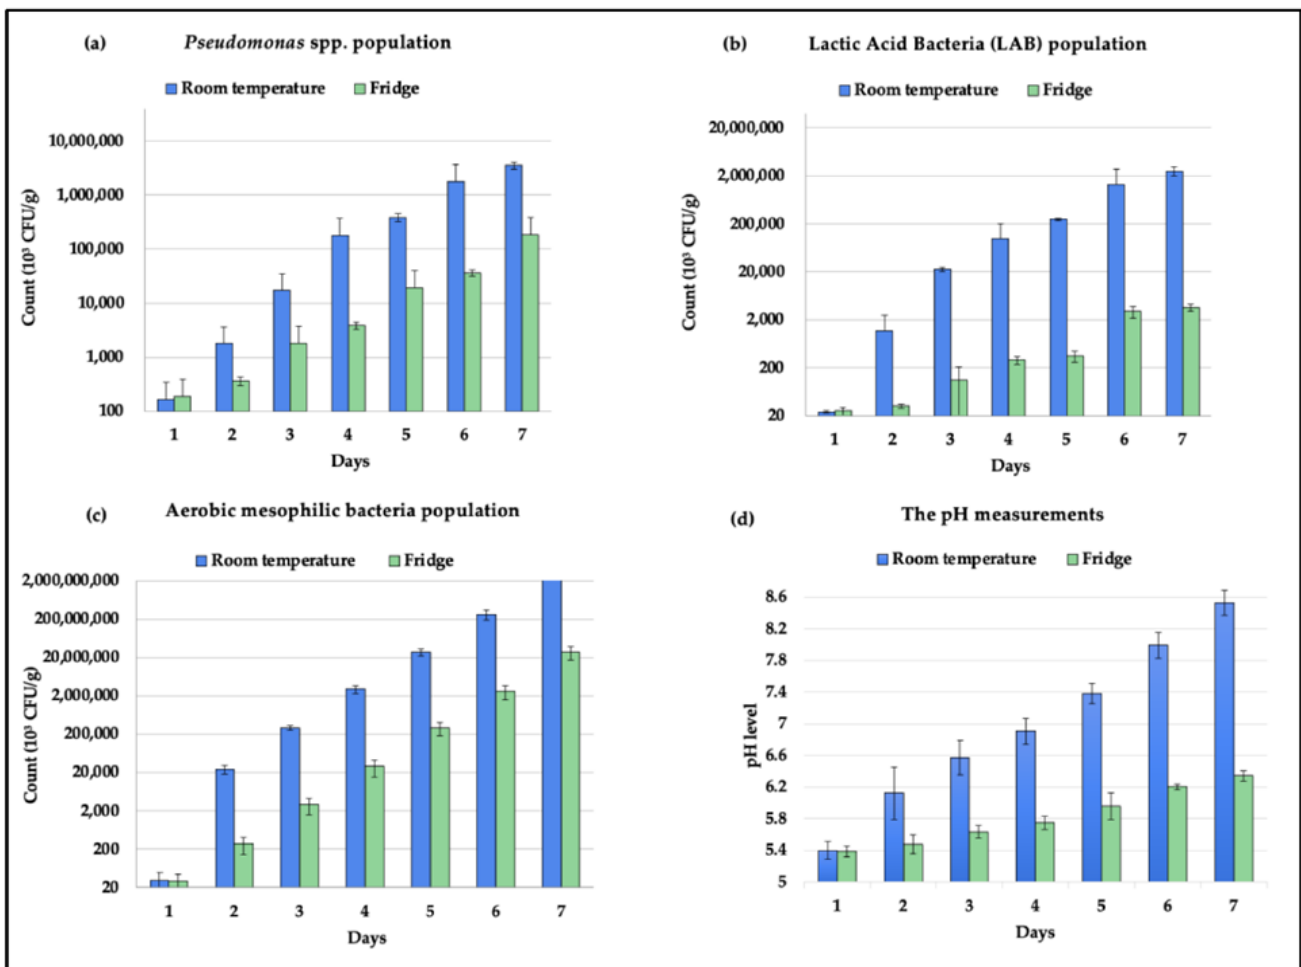 (a) Pseudomonas spp. population
Room temperature Fridge
Count (10³ CFU/g)
10,000,000
1,000,000
100,000
10,000
1,000
100
1 2 3 4 5 6 7
Days
(b) Lactic Acid Bacteria (LAB) population
Room temperature Fridge
Count (10³ CFU/g)
20,000,000
2,000,000
200,000
20,000
2,000
200
20
1 2 3 4 5 6 7
Days
(c) Aerobic mesophilic bacteria population
Room temperature Fridge
Count (10³ CFU/g)
2,000,000,000
200,000,000
20,000,000
2,000,000
200,000
20,000
2,000
200
20
1 2 3 4 5 6 7
Days
(d) The pH measurements
Room temperature Fridge
pH level
8.6
8.2
7.8
7.4
7
6.6
6.2
5.8
5.4
5
1 2 3 4 5 6 7
Days